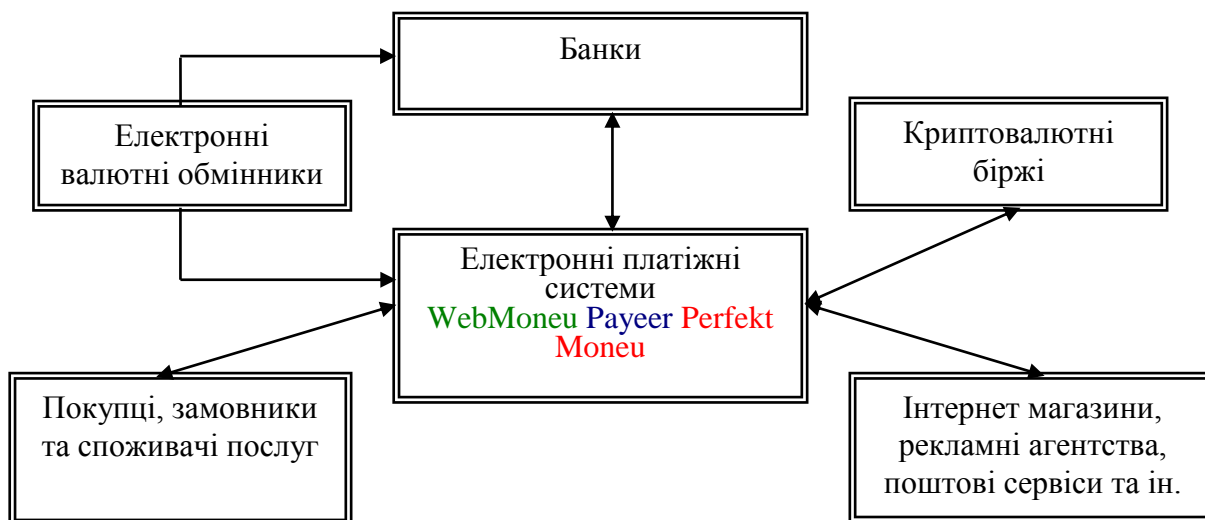 Банки
Електронні
валютні обмінники
Криптовалютні
біржі
Електронні платіжні
системи
WebMoneu Payeer Perfekt
Moneu
Покупці, замовники
та споживачі послуг
Інтернет магазини,
рекламні агентства,
поштові сервіси та ін.